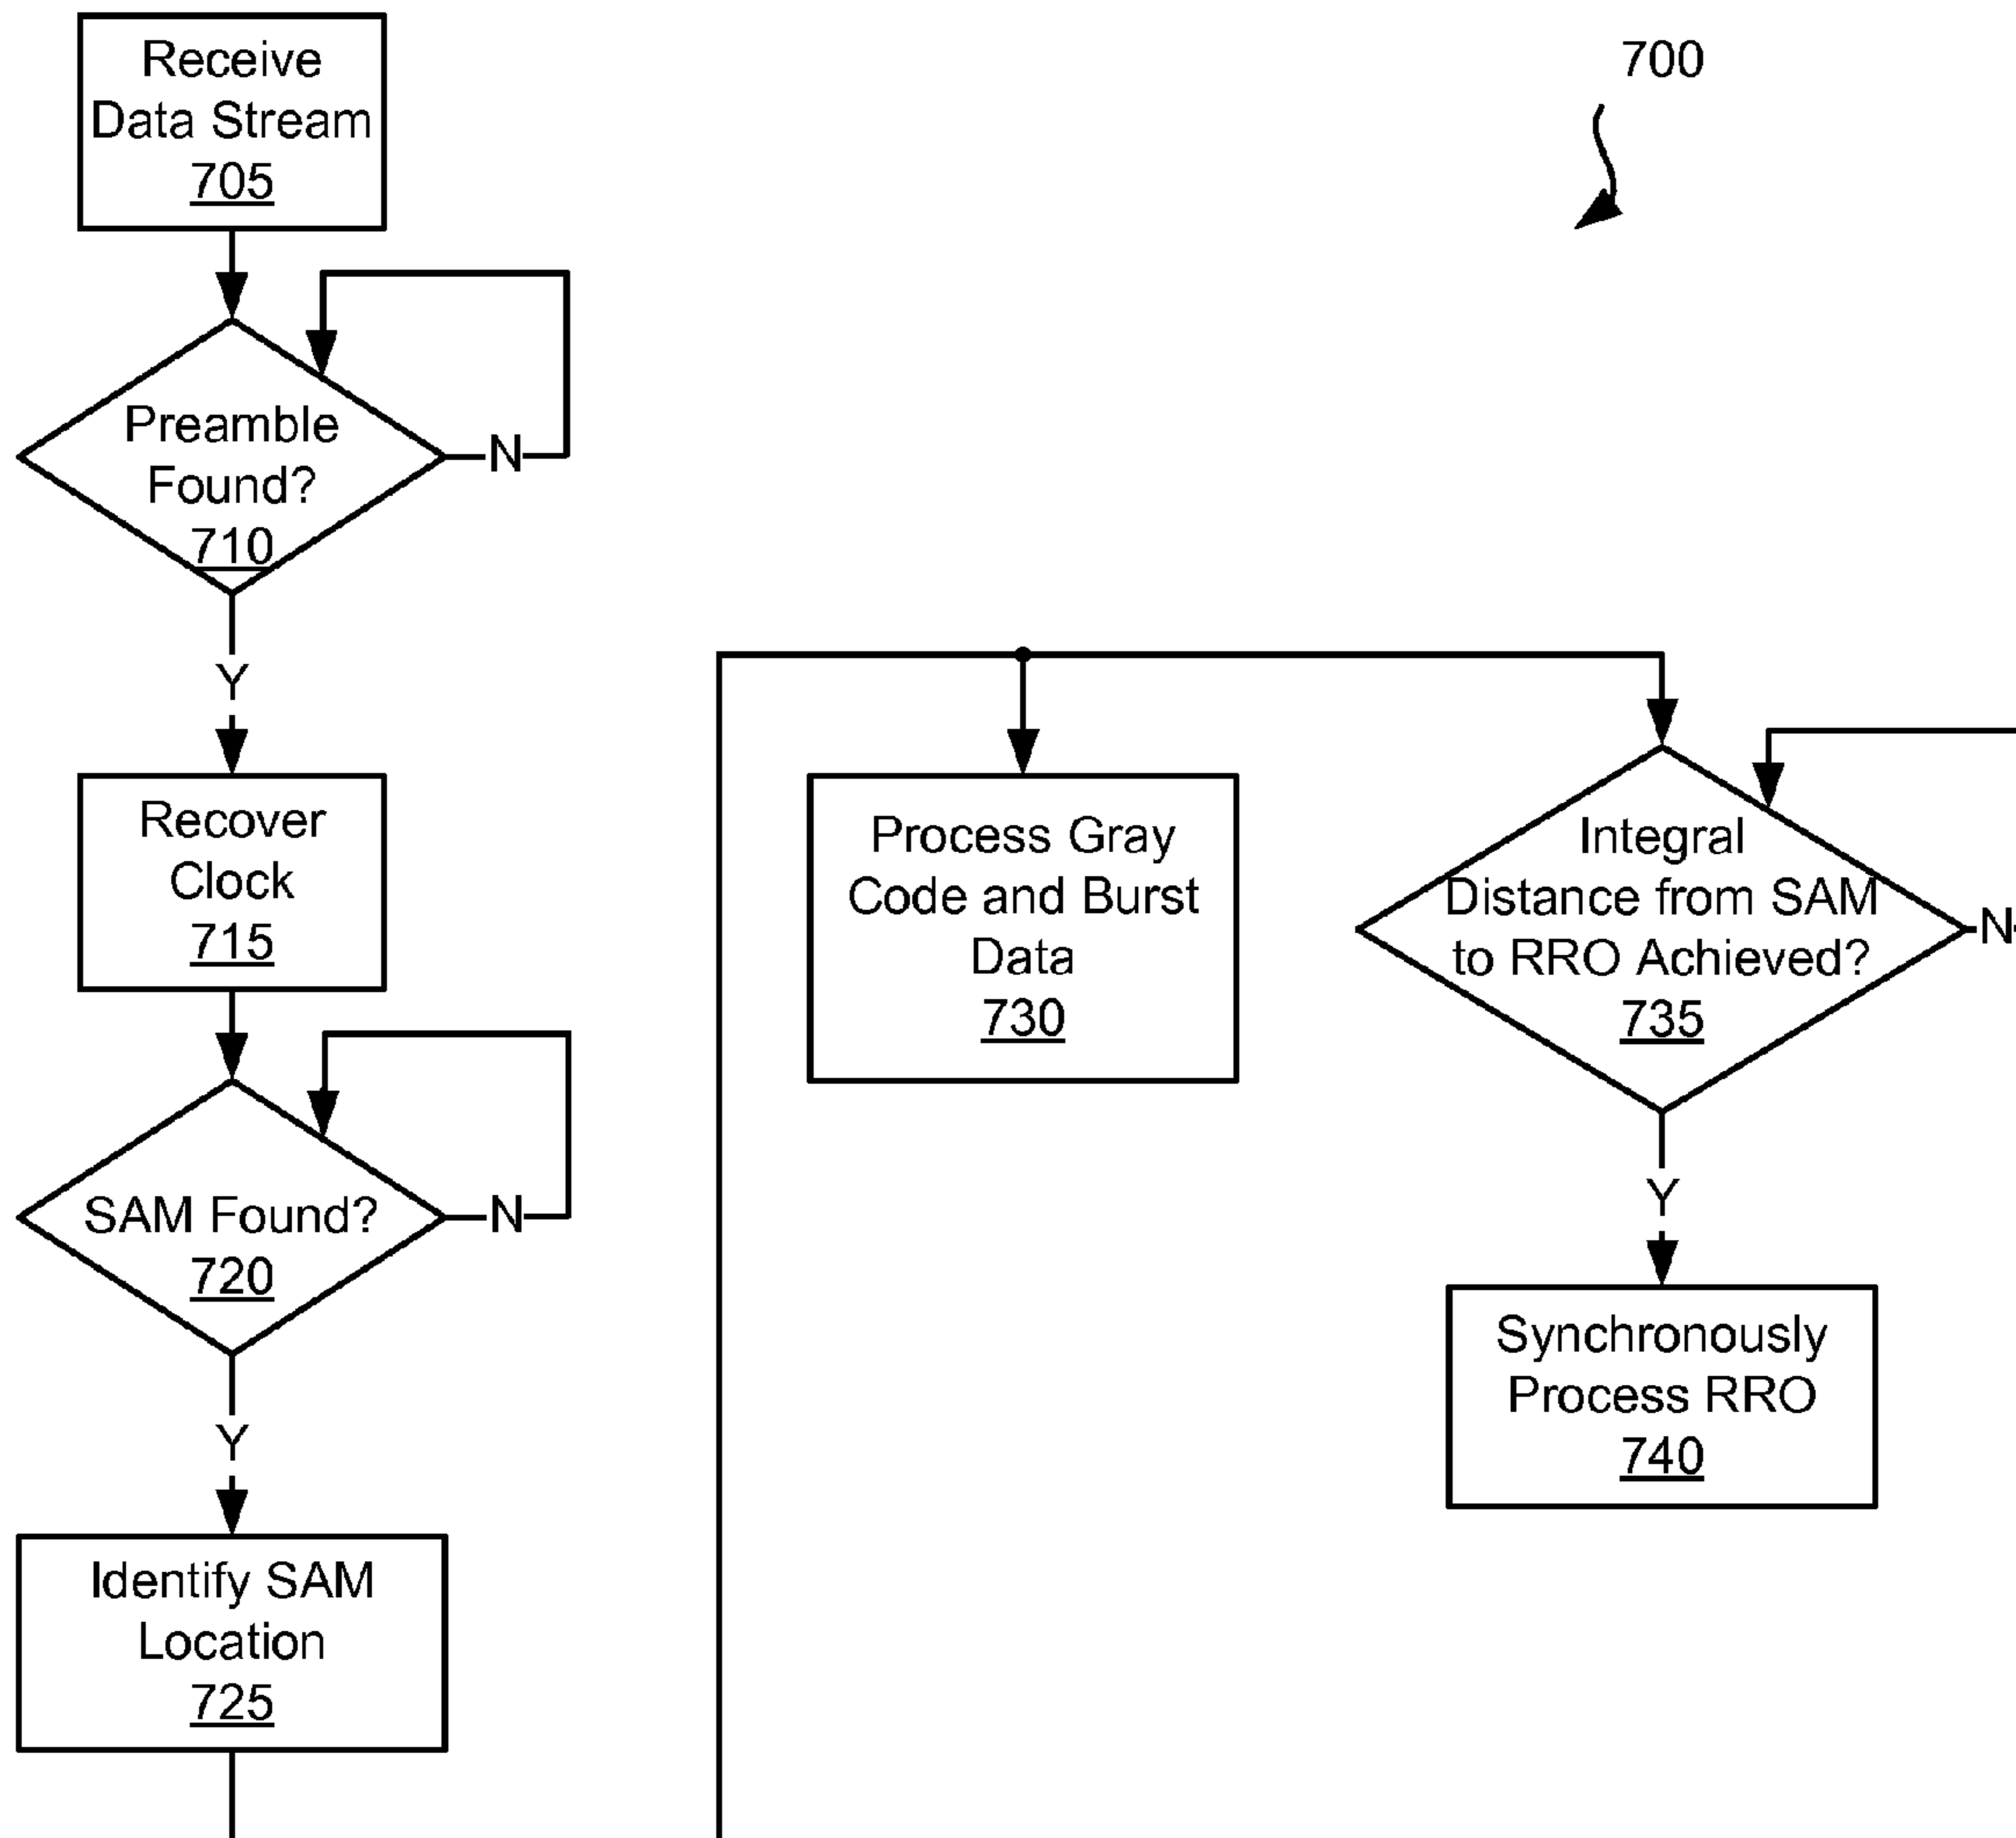 Receive
Data Stream
705
Preamble
Found?
710
N
Y
Recover
Clock
715
SAM Found?
720
N
Y
Identify SAM
Location
725
700
Process Gray
Code and Burst
Data
730
Integral
Distance from SAM
to RRO Achieved?
735
N
Y
Synchronously
Process RRO
740